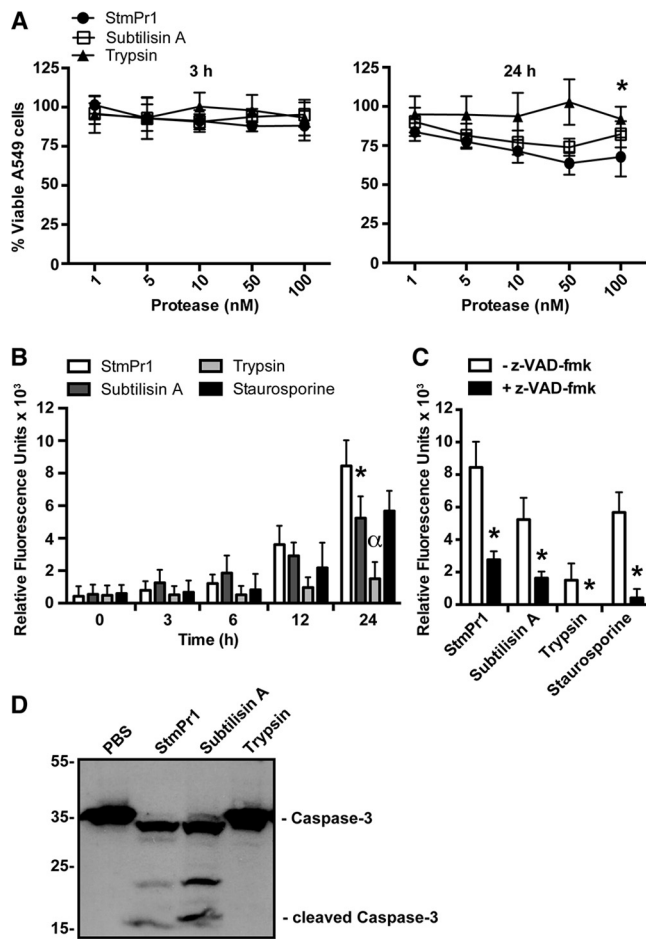 A
StmPr1
Subtilisin A
Trypsin
3 h
24 h
*
% Viable A549 cells
125
100
75
50
25
0
1
5
10
50
100
Protease (nM)
125
100
75
50
25
0
1
5
10
50
100
Protease (nM)
B
StmPr1
Subtilisin A
Trypsin
Staurosporine
Relative Fluorescence Units x 10³
12
10
8
6
4
2
0
*
α
0
3
6
12
24
Time (h)
C
- z-VAD-fmk
+ z-VAD-fmk
Relative Fluorescence Units x 10³
12
10
8
6
4
2
0
*
*
*
*
StmPr1
Subtilisin A
Trypsin
Staurosporine
D
PBS
StmPr1
Subtilisin A
Trypsin
55-
35-
25-
15-
- Caspase-3
- cleaved Caspase-3